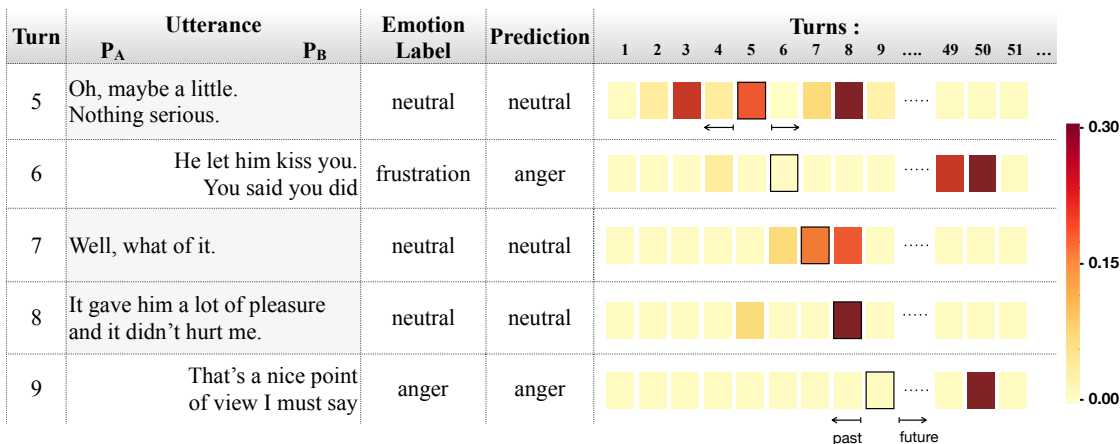 Turn Utterance Emotion Label Prediction Turns :
P_A P_B 1 2 3 4 5 6 7 8 9 .... 49 50 51 ...
5 Oh, maybe a little. neutral neutral .....
Nothing serious.
6 He let him kiss you. frustration anger .....
You said you did
7 Well, what of it. neutral neutral .....
8 It gave him a lot of pleasure neutral neutral .....
and it didn't hurt me.
9 That's a nice point anger anger .....
of view I must say
past future
0.30
0.15
0.00